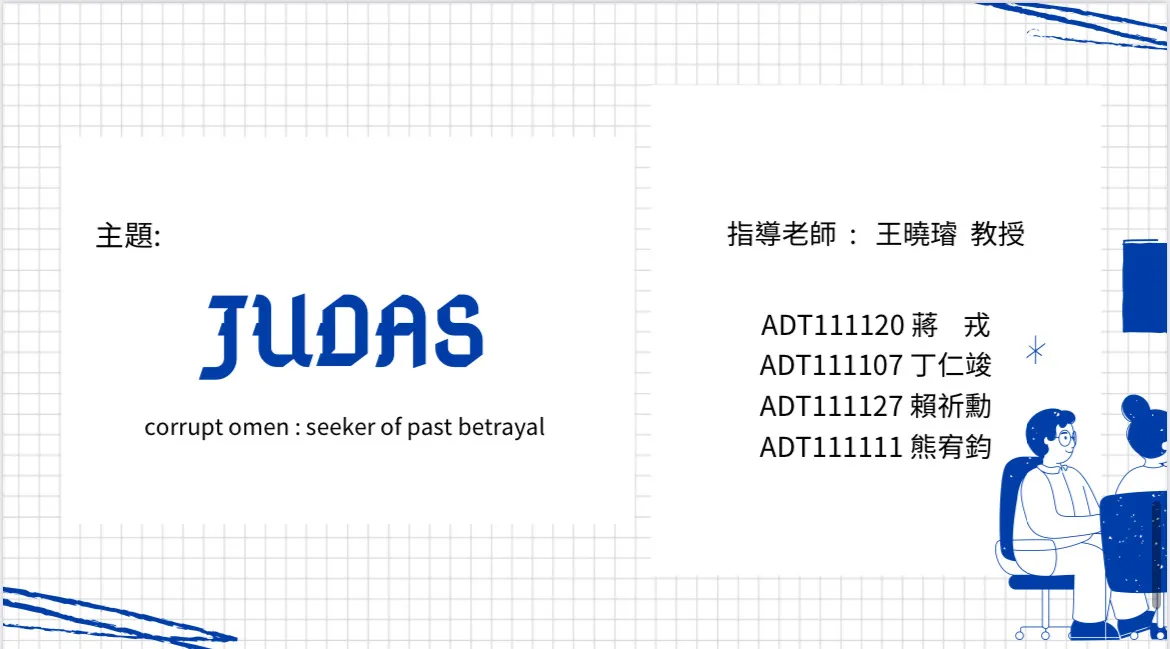 主題:
JUDAS
corrupt omen : seeker of past betrayal
指導老師 : 王曉璿 教授
ADT111120 蔣　戎
ADT111107 丁仁竣
ADT111127 賴祈勳
ADT111111 熊宥鈞